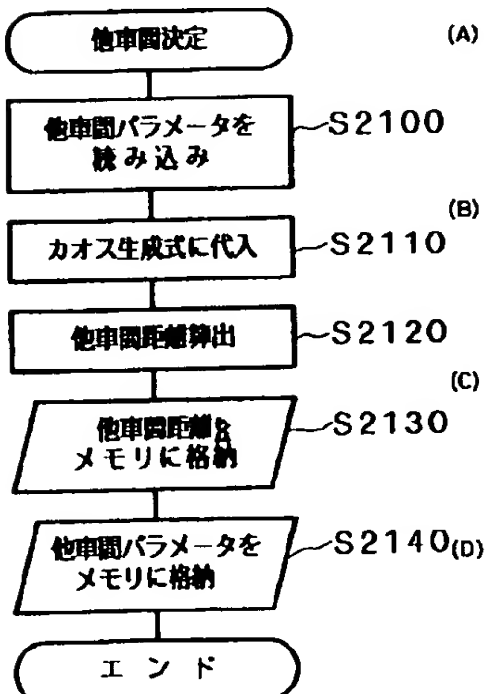 他車間決定
(A)
他車間パラメータを
読み込み
S2100
(B)
カオス生成式に代入
S2110
他車間距離算出
S2120
(C)
他車間距離を
メモリに格納
S2130
他車間パラメータを
メモリに格納
S2140
(D)
エンド